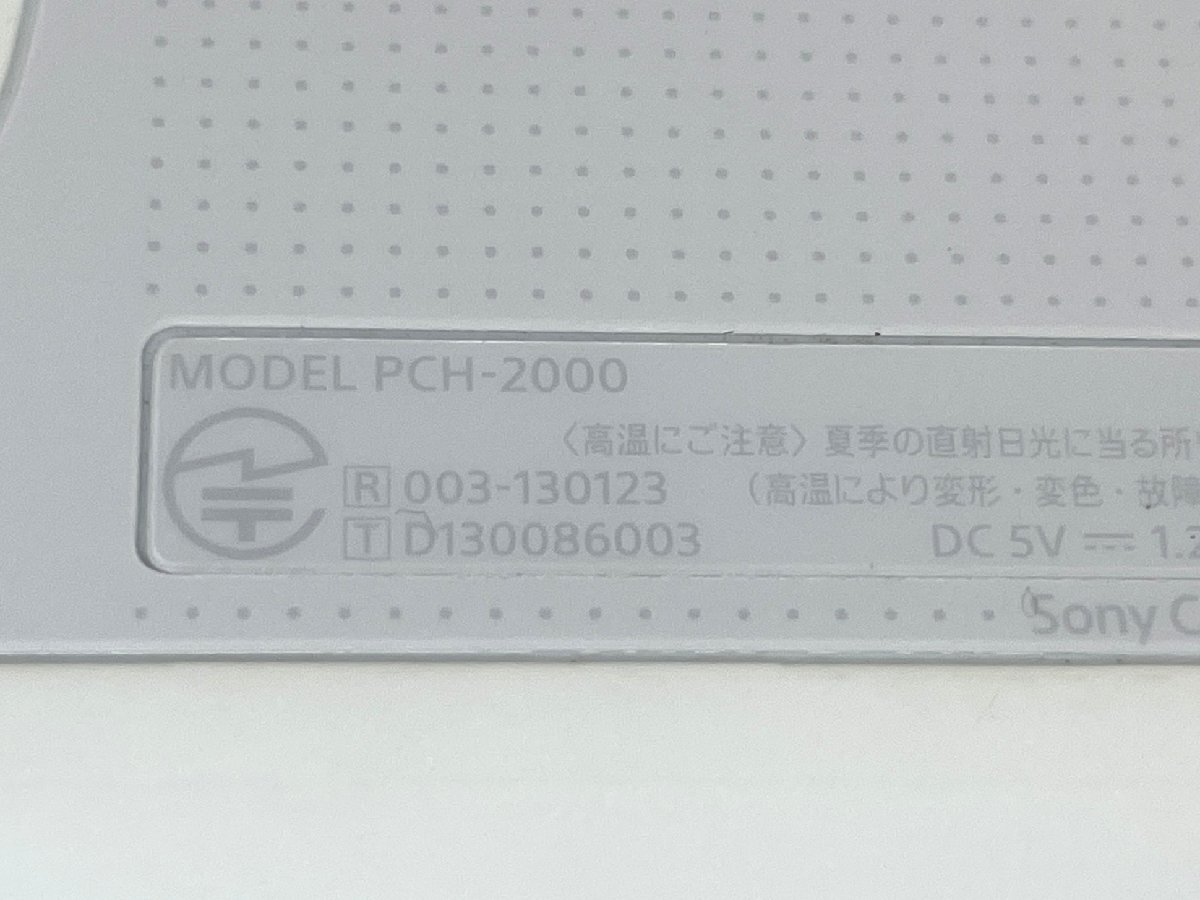 MODEL PCH-2000
〈高温にご注意〉夏季の直射日光に当る所
R 003-130123 (高温により変形・変色・故障
T D130086003 DC 5V ⎓ 1.
Sony C